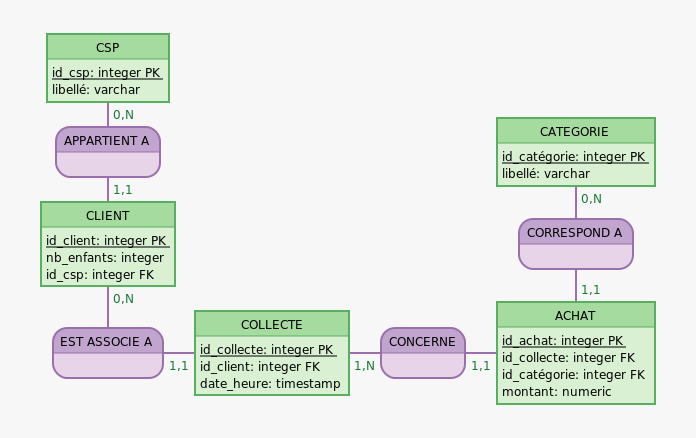 CSP
id_csp: integer PK
libellé: varchar
0,N
APPARTIENT A
1,1
CLIENT
id_client: integer PK
nb_enfants: integer
id_csp: integer FK
0,N
EST ASSOCIE A
1,1
COLLECTE
id_collecte: integer PK
id_client: integer FK
date_heure: timestamp
1,N
CONCERNE
1,1
CATEGORIE
id_catégorie: integer PK
libellé: varchar
0,N
CORRESPOND A
1,1
ACHAT
id_achat: integer PK
id_collecte: integer FK
id_catégorie: integer FK
montant: numeric